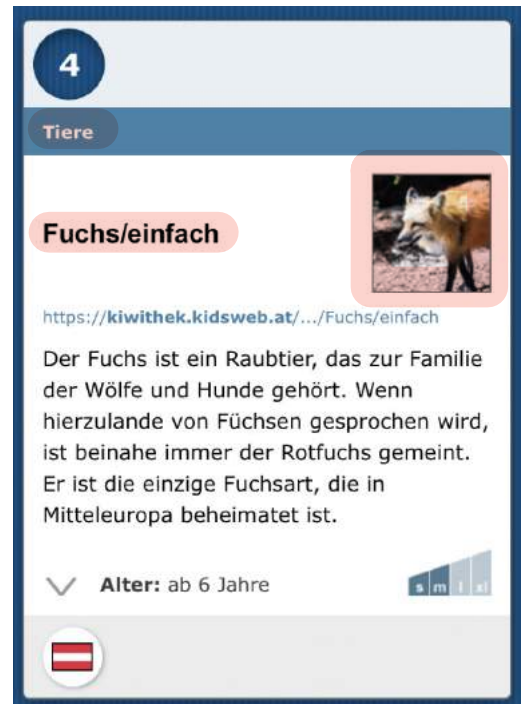 4
Tiere
Fuchs/einfach
https://kiwithek.kidsweb.at/.../Fuchs/einfach
Der Fuchs ist ein Raubtier, das zur Familie
der Wölfe und Hunde gehört. Wenn
hierzulande von Füchsen gesprochen wird,
ist beinahe immer der Rotfuchs gemeint.
Er ist die einzige Fuchsart, die in
Mitteleuropa beheimatet ist.
Alter: ab 6 Jahre
s m l xl